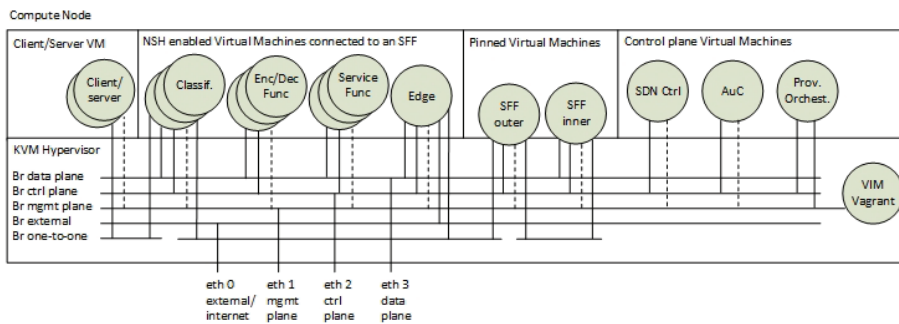 Compute Node
Client/Server VM
NSH enabled Virtual Machines connected to an SFF
Pinned Virtual Machines
Control plane Virtual Machines
Client/
server
Classif.
Enc/Dec
Func
Service
Func
Edge
SFF
outer
SFF
inner
SDN Ctrl
AuC
Prov.
Orchest.
KVM Hypervisor
Br data plane
Br ctrl plane
Br mgmt plane
Br external
Br one-to-one
VIM
Vagrant
eth 0
external/
internet
eth 1
mgmt
plane
eth 2
ctrl
plane
eth 3
data
plane